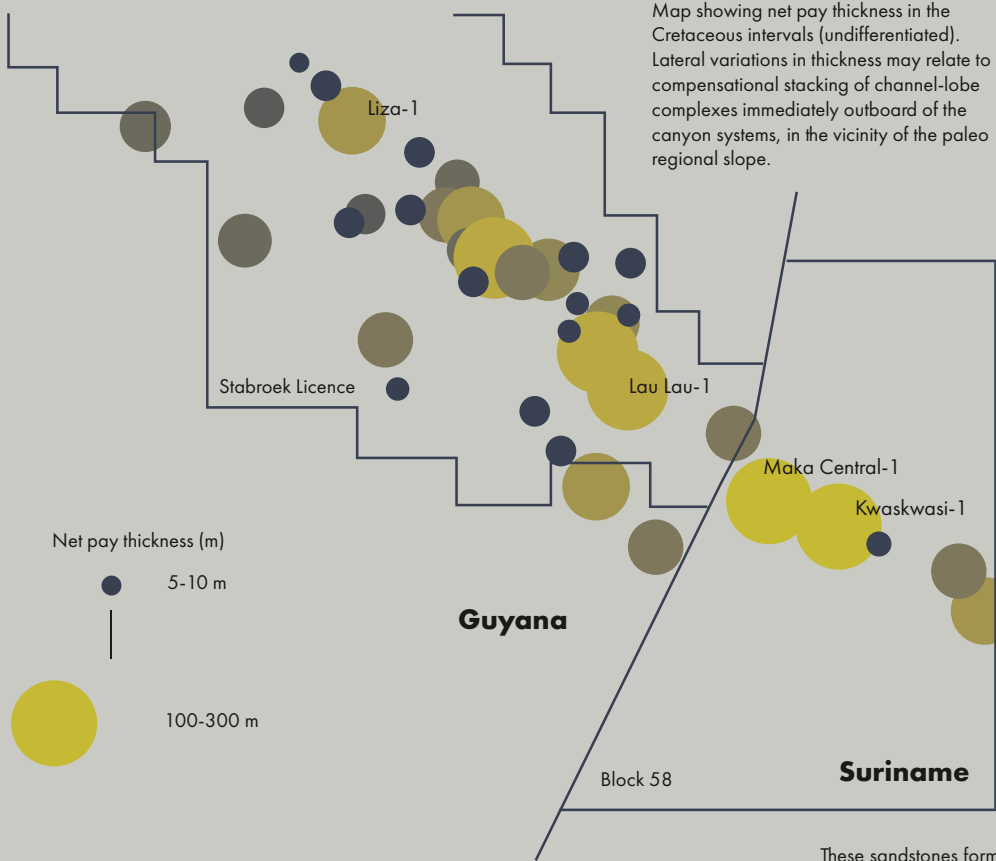 Map showing net pay thickness in the
Cretaceous intervals (undifferentiated).
Lateral variations in thickness may relate to
compensational stacking of channel-lobe
complexes immediately outboard of the
canyon systems, in the vicinity of the paleo
regional slope.
Liza-1
Stabroek Licence
Lau Lau-1
Maka Central-1
Kwaskwasi-1
Net pay thickness (m)
5-10 m
100-300 m
Guyana
Block 58
Suriname
These sandstones form